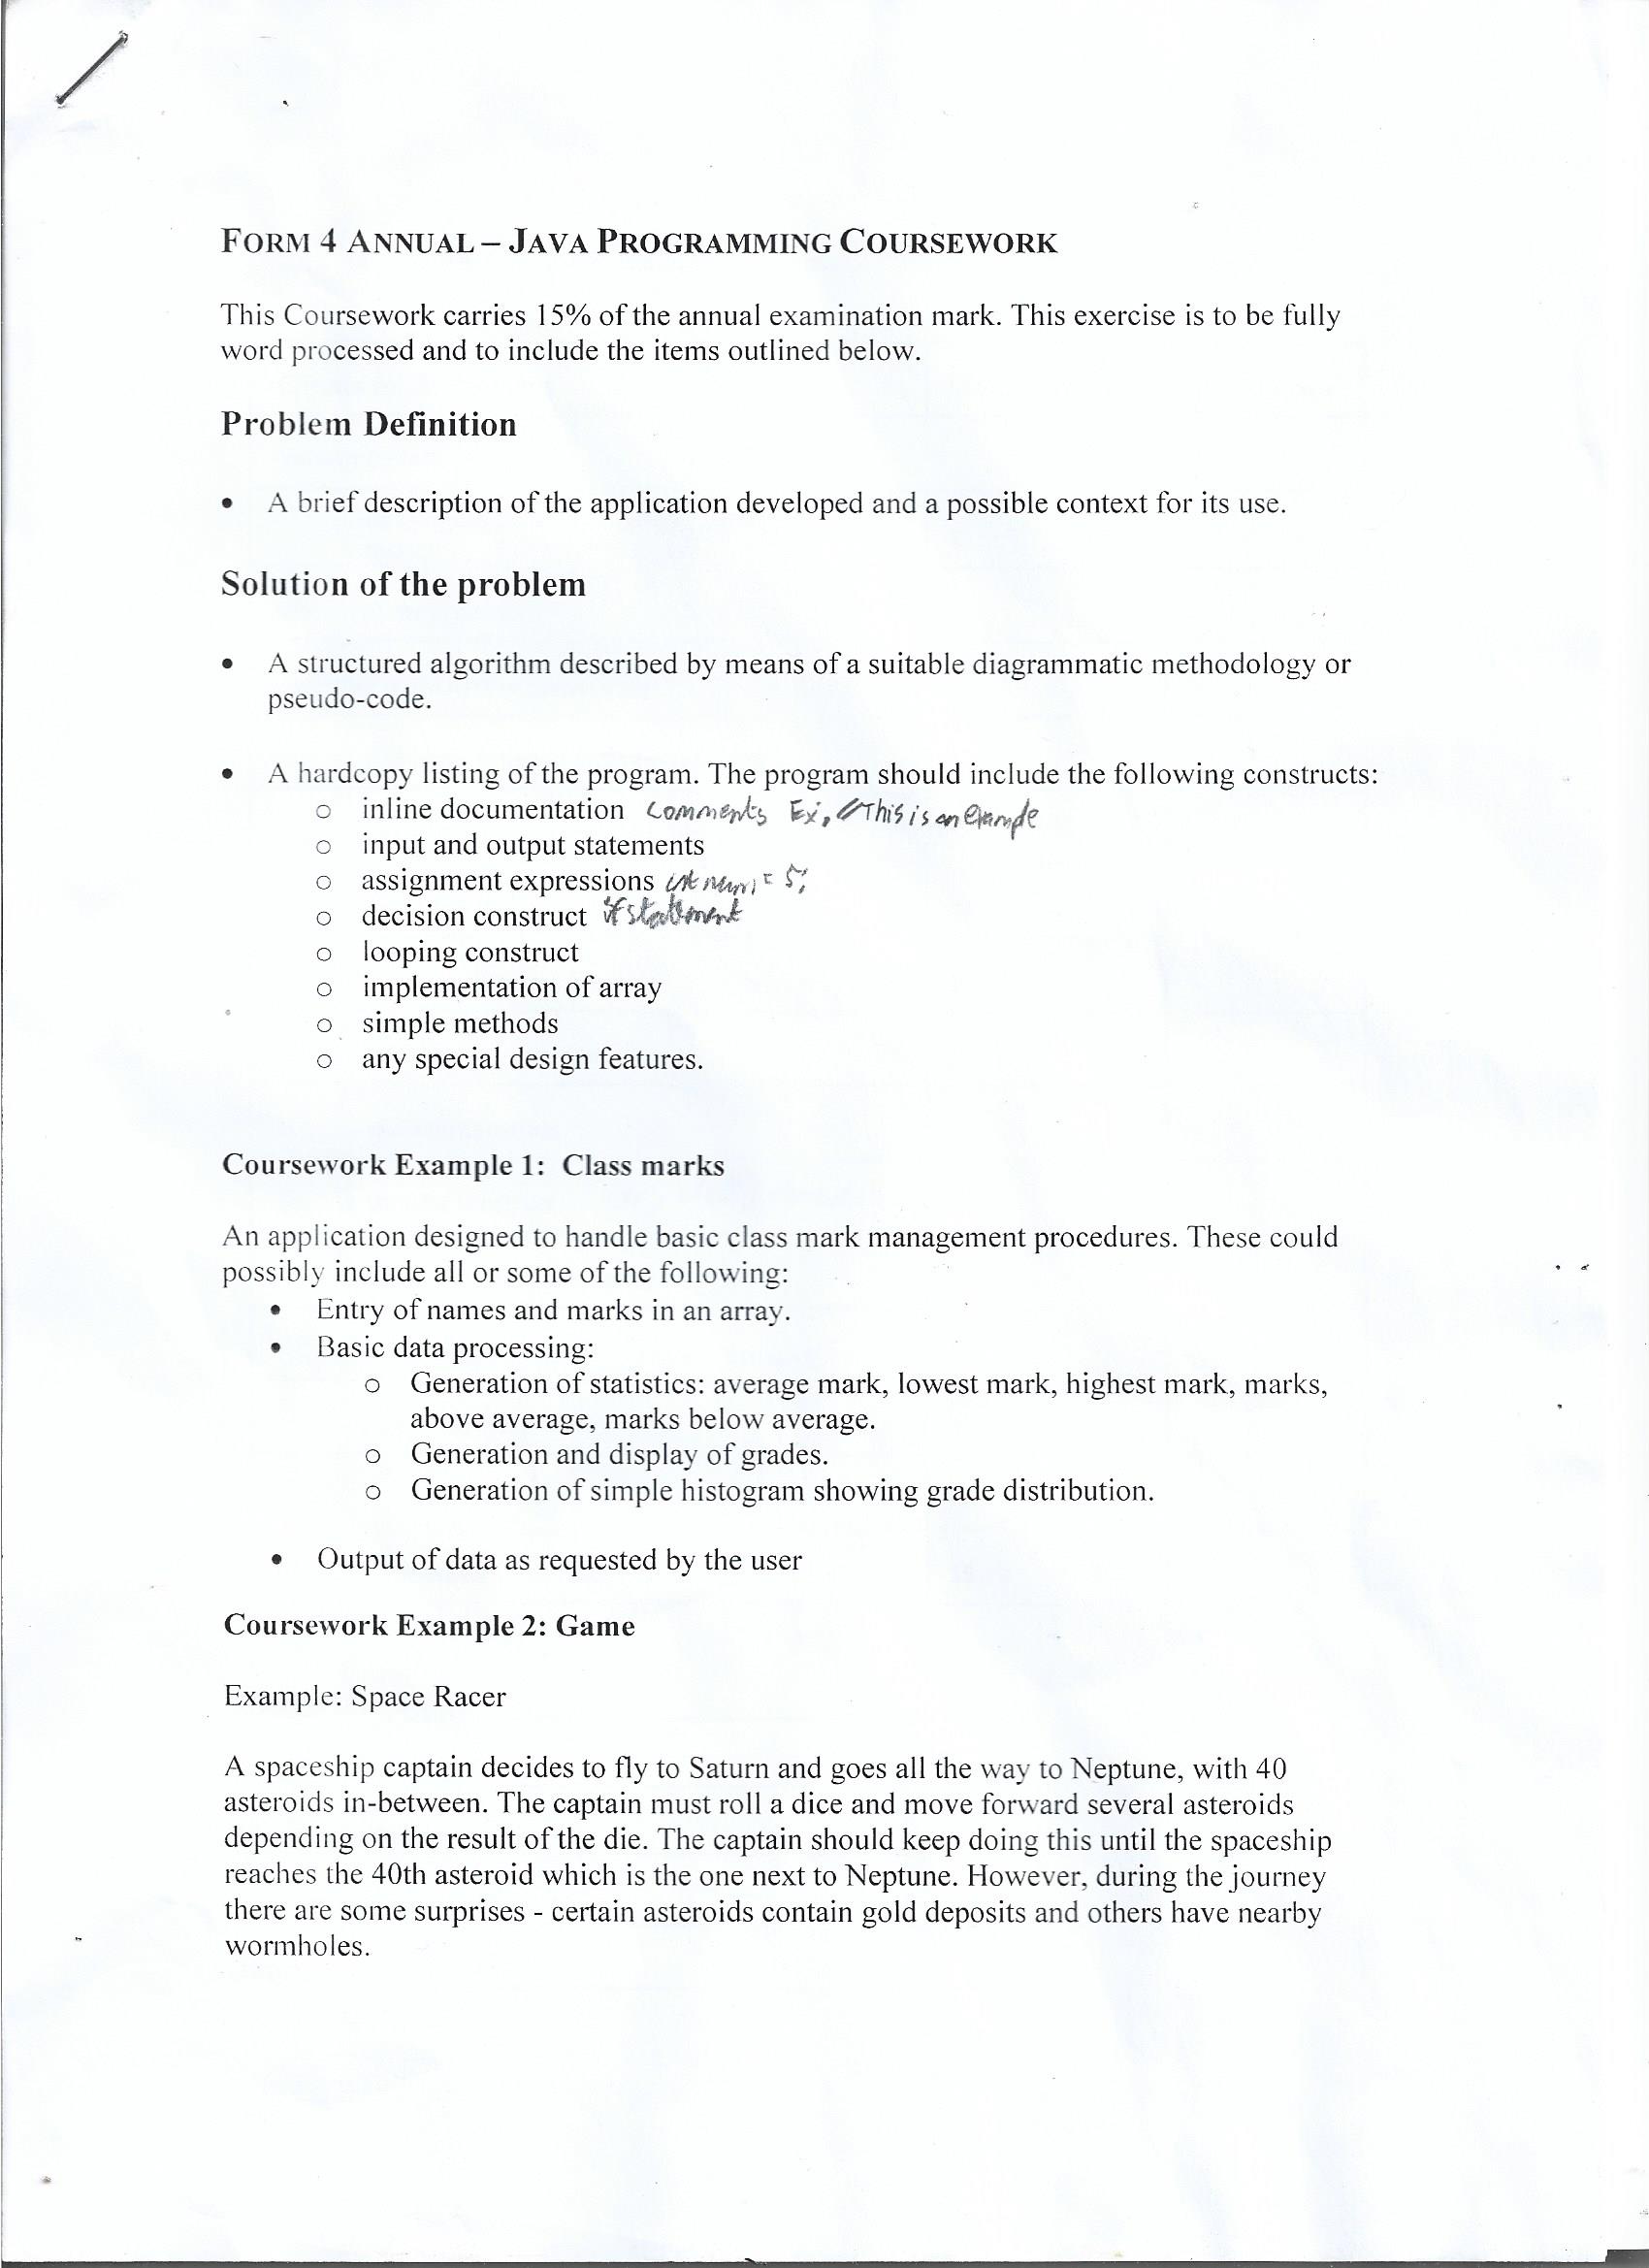 FORM 4 ANNUAL – JAVA PROGRAMMING COURSEWORK
This Coursework carries 15% of the annual examination mark. This exercise is to be fully
word processed and to include the items outlined below.
Problem Definition
• A brief description of the application developed and a possible context for its use.
Solution of the problem
• A structured algorithm described by means of a suitable diagrammatic methodology or
pseudo-code.
• A hardcopy listing of the program. The program should include the following constructs:
o inline documentation comments Ex, //This is an Example
o input and output statements
o assignment expressions int num1 = 5;
o decision construct if statement
o looping construct
o implementation of array
o simple methods
o any special design features.
Coursework Example 1: Class marks
An application designed to handle basic class mark management procedures. These could
possibly include all or some of the following:
• Entry of names and marks in an array.
• Basic data processing:
o Generation of statistics: average mark, lowest mark, highest mark, marks,
above average, marks below average.
o Generation and display of grades.
o Generation of simple histogram showing grade distribution.
• Output of data as requested by the user
Coursework Example 2: Game
Example: Space Racer
A spaceship captain decides to fly to Saturn and goes all the way to Neptune, with 40
asteroids in-between. The captain must roll a dice and move forward several asteroids
depending on the result of the die. The captain should keep doing this until the spaceship
reaches the 40th asteroid which is the one next to Neptune. However, during the journey
there are some surprises - certain asteroids contain gold deposits and others have nearby
wormholes.